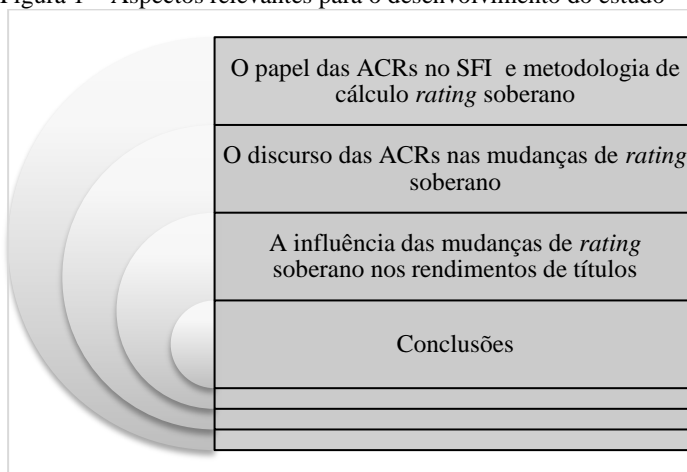 Figura 1 – Aspectos relevantes para o desenvolvimento do estudo
O papel das ACRs no SFI e metodologia de
cálculo rating soberano
O discurso das ACRs nas mudanças de rating
soberano
A influência das mudanças de rating
soberano nos rendimentos de títulos
Conclusões